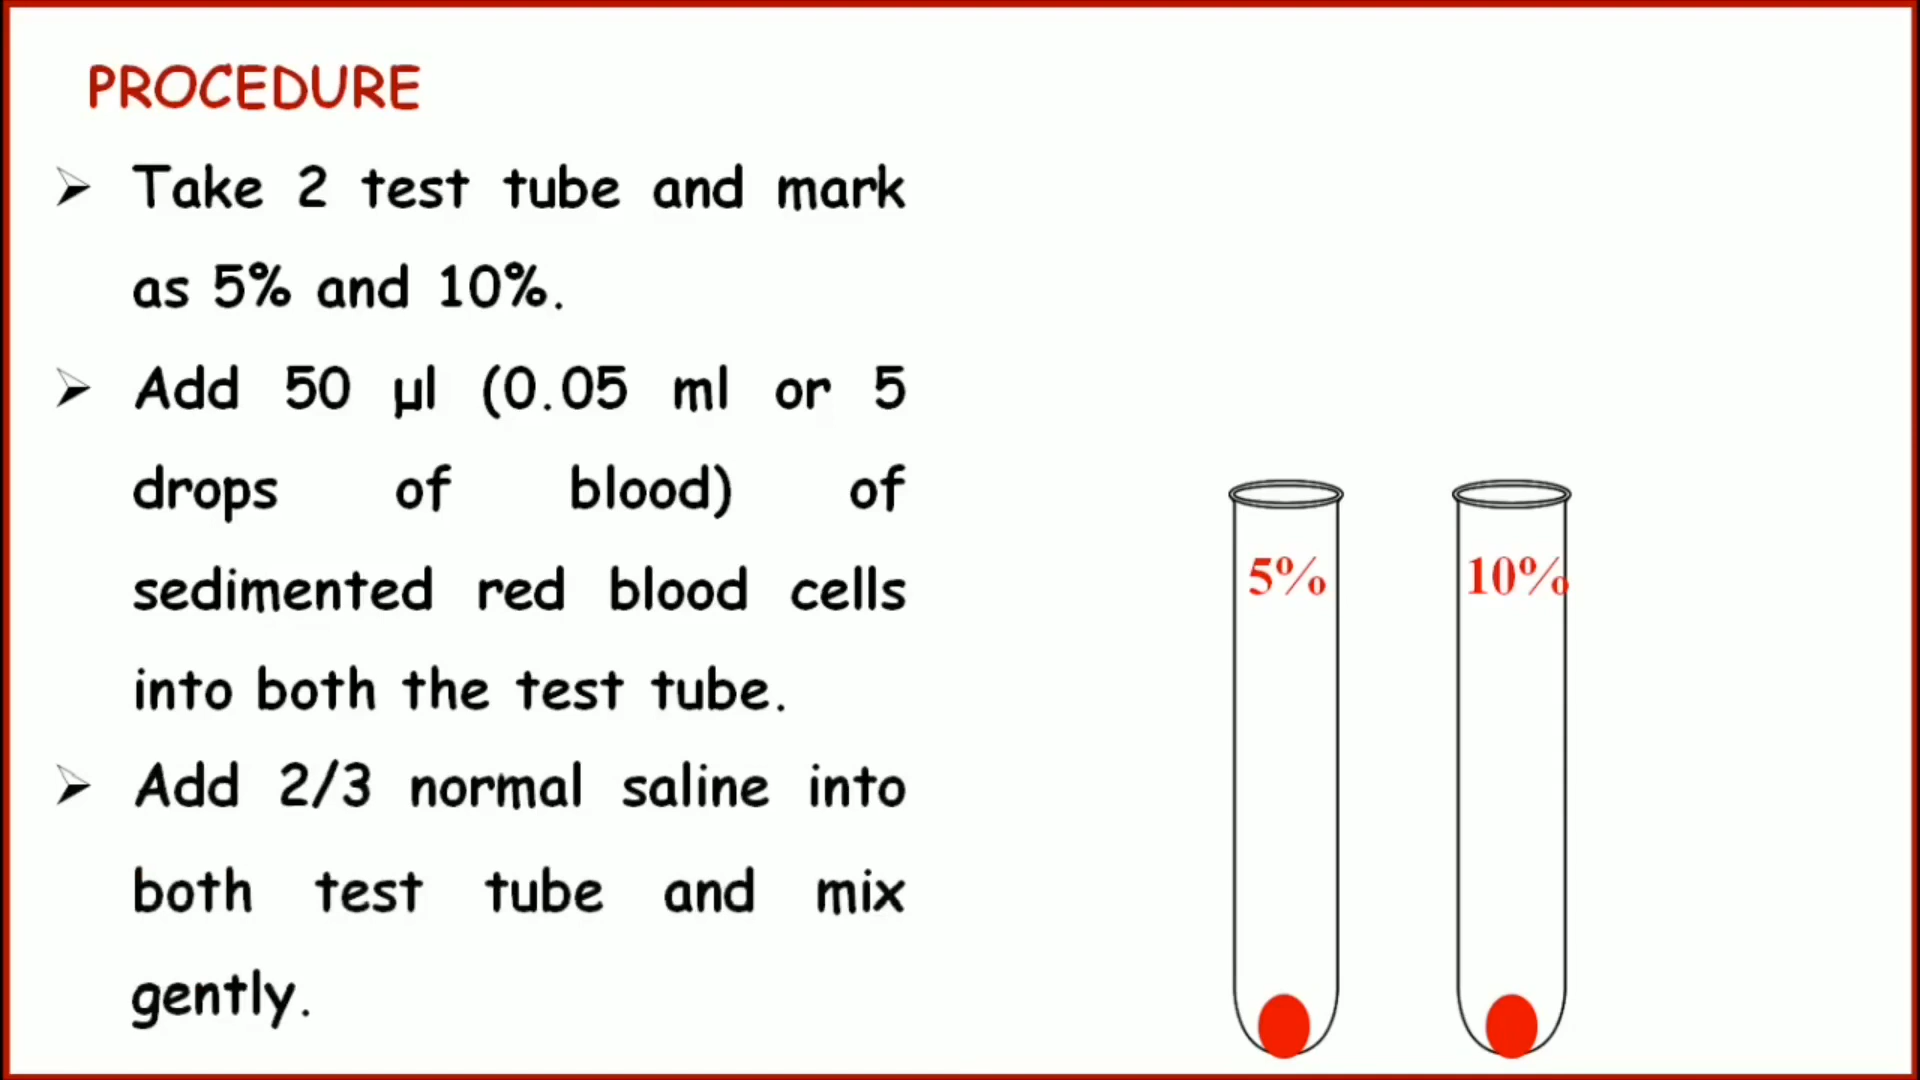 PROCEDURE
Take 2 test tube and mark
as 5% and 10%.
Add 50 µl (0.05 ml or 5
drops of blood) of
sedimented red blood cells
into both the test tube.
Add 2/3 normal saline into
both test tube and mix
gently.
5%
10%